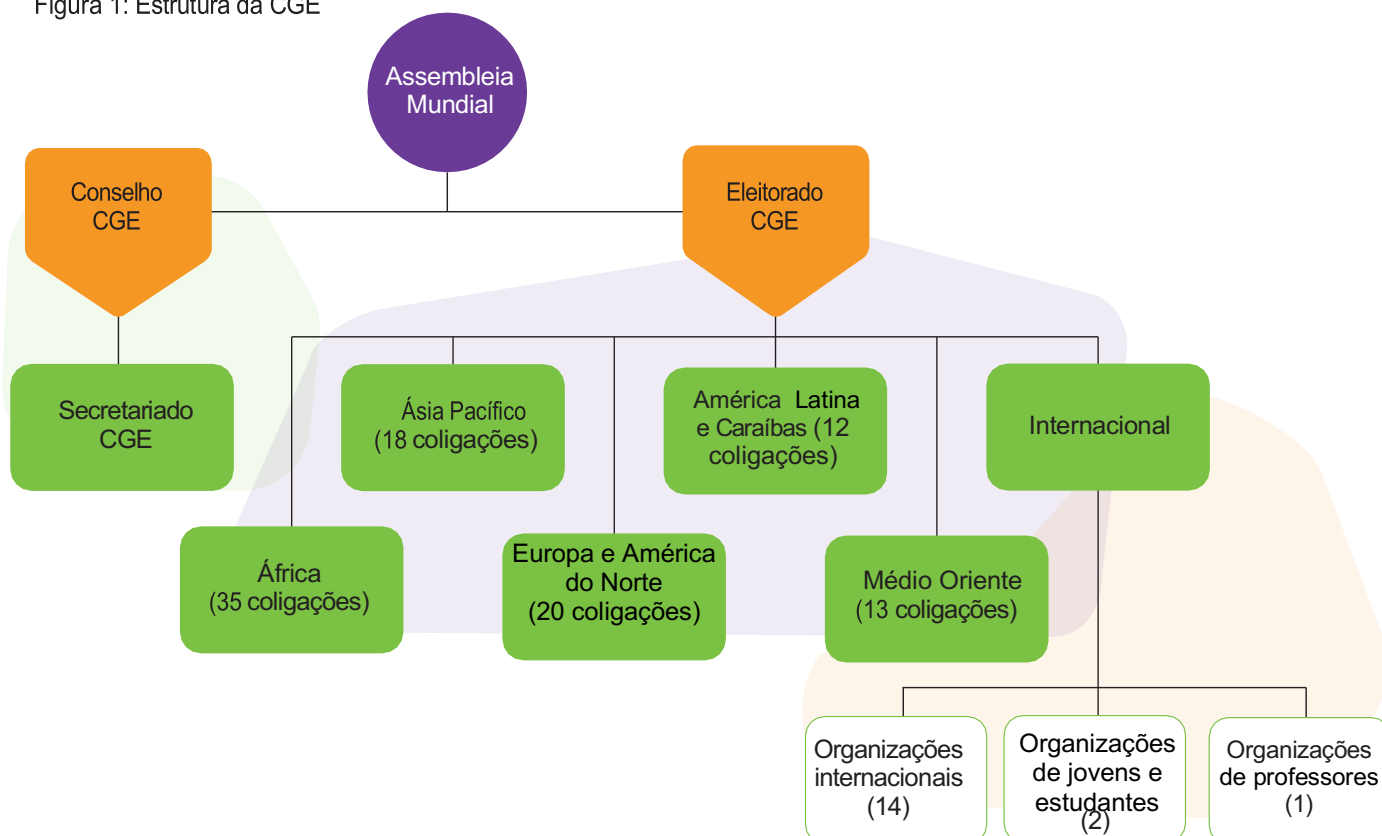 Figura 1: Estrutura da CGE
Assembleia
Mundial
Conselho
CGE
Eleitorado
CGE
Secretariado
CGE
Ásia Pacífico
(18 coligações)
América Latina
e Caraíbas (12
coligações)
Internacional
África
(35 coligações)
Europa e América
do Norte
(20 coligações)
Médio Oriente
(13 coligações)
Organizações
internacionais
(14)
Organizações
de jovens e
estudantes
(2)
Organizações
de professores
(1)